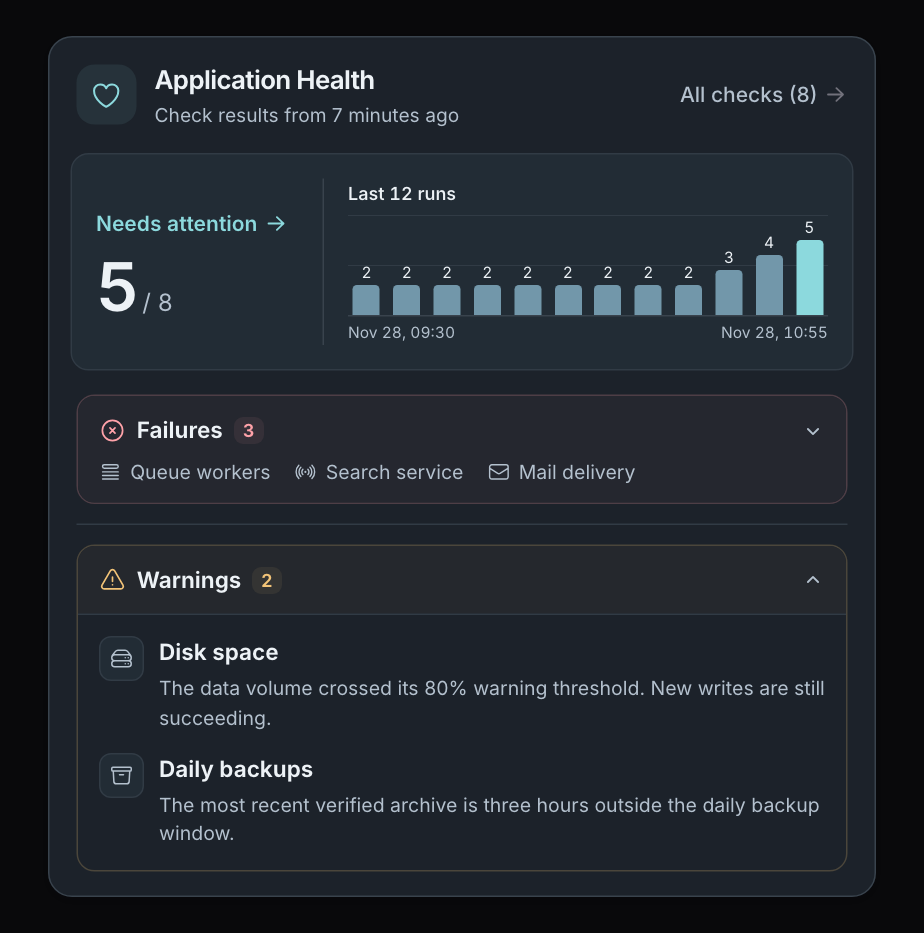 Application Health
Check results from 7 minutes ago
All checks (8)
Needs attention
5 / 8
Last 12 runs
2 2 2 2 2 2 2 2 2 3 4 5
Nov 28, 09:30 Nov 28, 10:55
Failures 3
Queue workers Search service Mail delivery
Warnings 2
Disk space
The data volume crossed its 80% warning threshold. New writes are still
succeeding.
Daily backups
The most recent verified archive is three hours outside the daily backup
window.